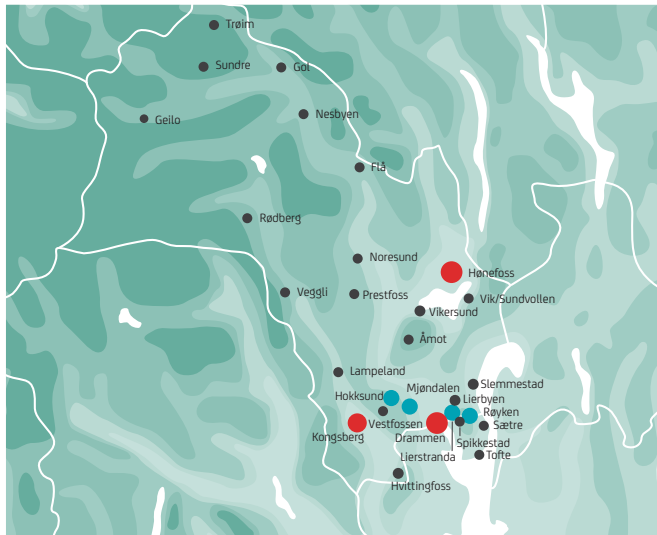 Trøim
Sundre
Gol
Geilo
Nesbyen
Flå
Rødberg
Noresund
Hønefoss
Veggli
Prestfoss
Vik/Sundvollen
Vikersund
Åmot
Lampeland
Slemmestad
Mjøndalen
Hokksund
Lierbyen
Røyken
Vestfossen
Sætre
Kongsberg
Drammen
Spikkestad
Lierstranda
Tofte
Hvittingfoss